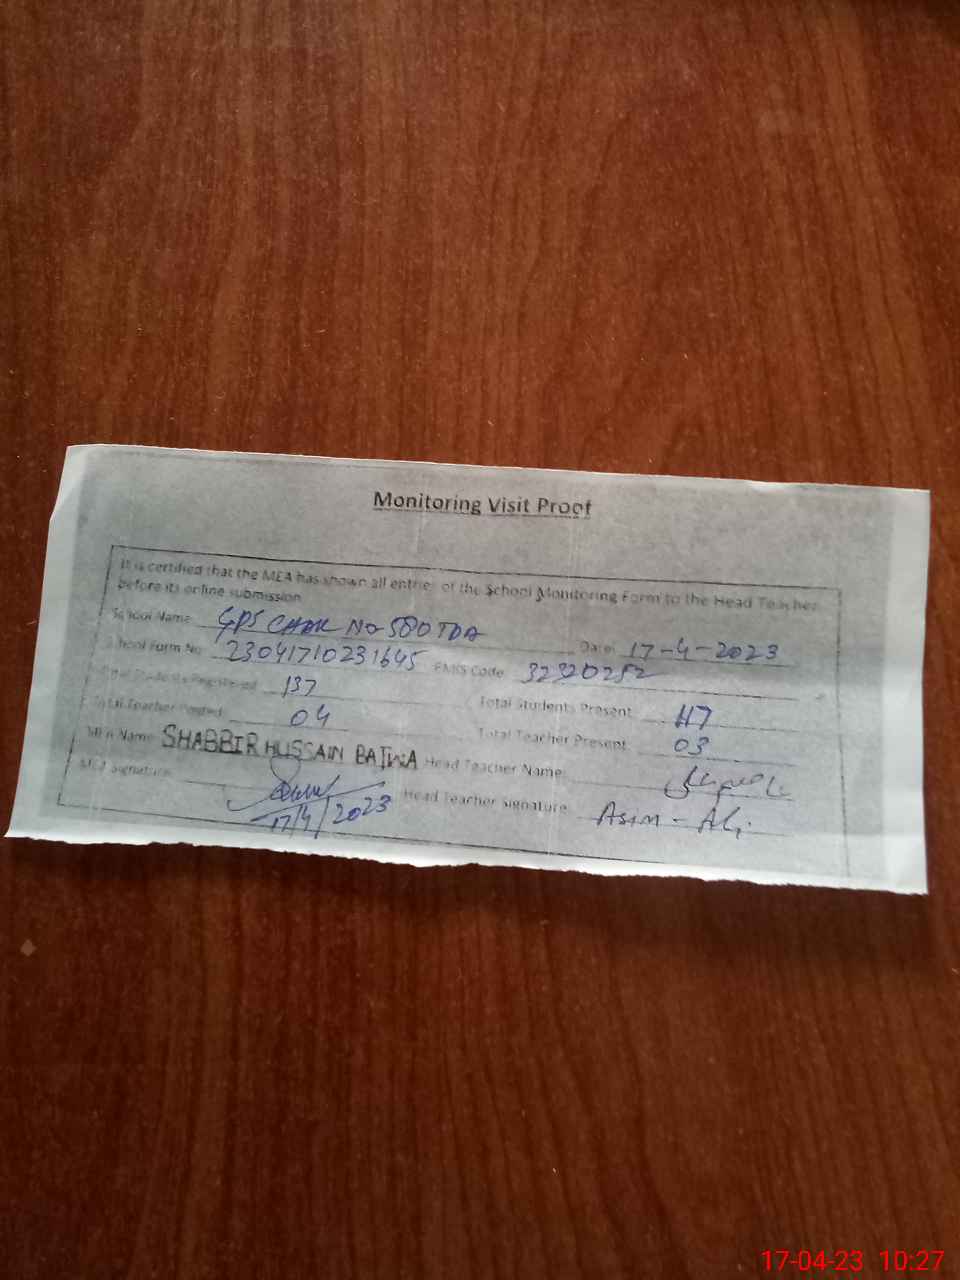 Monitoring Visit Proof
It is certified that the MEA has shown all entries of the School Monitoring Form to the Head Teacher
before its online submission
School Name GPS CHAK NO 580 TDA Date 17-4-2023
School Form No 23041710231645 EMIS Code 32320252
Total Students Registered 137 Total Students Present 117
Total Teacher Posted 04 Total Teacher Present 03
MEA Name SHABBIR HUSSAIN BAJWA Head Teacher Name
MEA Signature 17/4/2023 Head Teacher Signature Asim - Ali
17-04-23 10:27